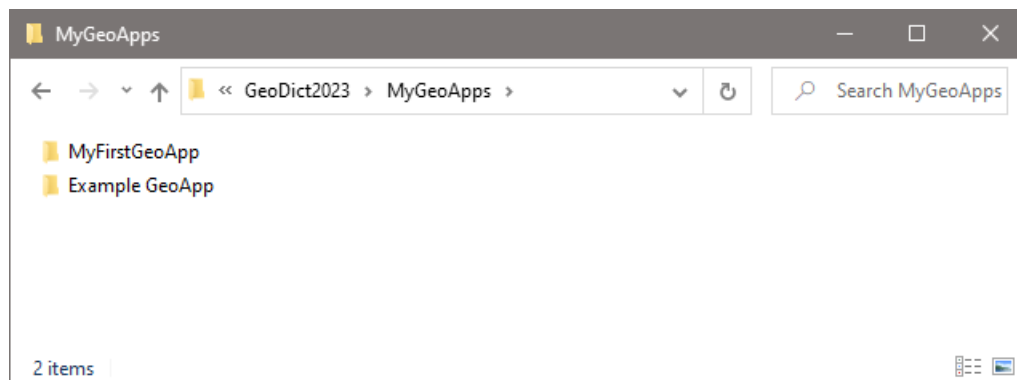 MyGeoApps
« GeoDict2023 > MyGeoApps > Search MyGeoApps
MyFirstGeoApp
Example GeoApp
2 items